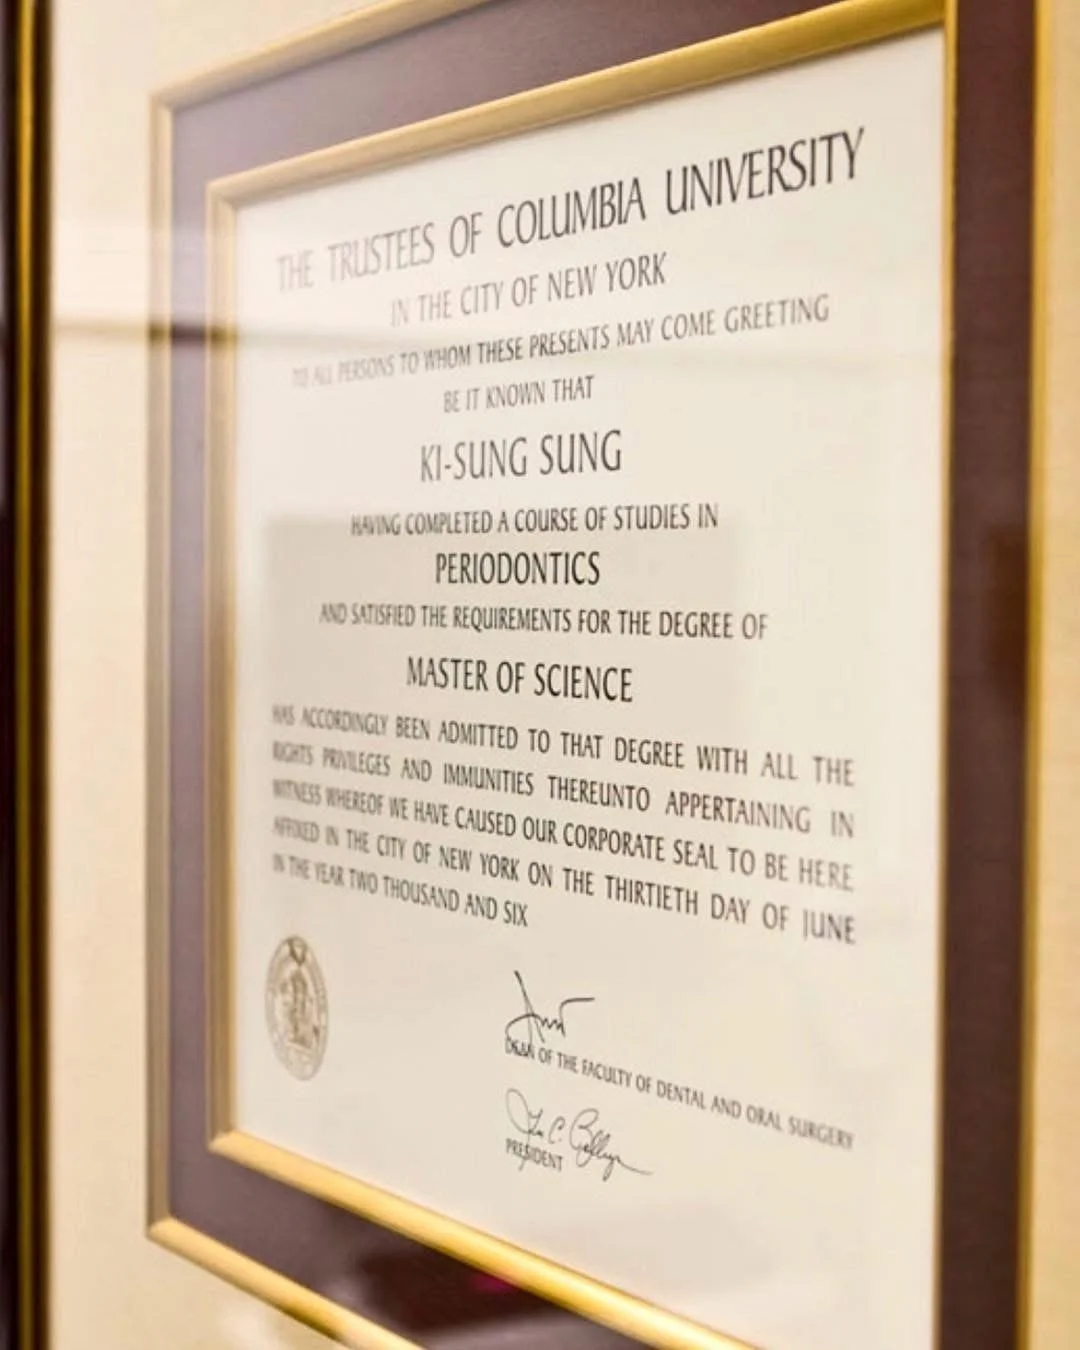 THE TRUSTEES OF COLUMBIA UNIVERSITY
IN THE CITY OF NEW YORK
TO ALL PERSONS TO WHOM THESE PRESENTS MAY COME GREETING
BE IT KNOWN THAT
KI-SUNG SUNG
HAVING COMPLETED A COURSE OF STUDIES IN
PERIODONTICS
AND SATISFIED THE REQUIREMENTS FOR THE DEGREE OF
MASTER OF SCIENCE
HAS ACCORDINGLY BEEN ADMITTED TO THAT DEGREE WITH ALL THE
RIGHTS PRIVILEGES AND IMMUNITIES THEREUNTO APPERTAINING IN
WITNESS WHEREOF WE HAVE CAUSED OUR CORPORATE SEAL TO BE HERE
AFFIXED IN THE CITY OF NEW YORK ON THE THIRTIETH DAY OF JUNE
IN THE YEAR TWO THOUSAND AND SIX
DEAN OF THE FACULTY OF DENTAL AND ORAL SURGERY
PRESIDENT